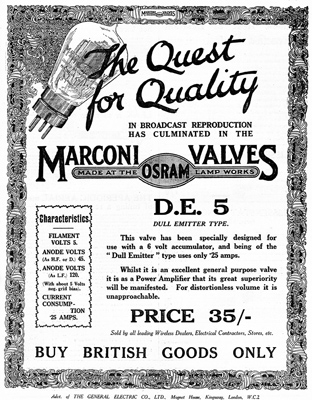 The Quest
for Quality
IN BROADCAST REPRODUCTION
HAS CULMINATED IN THE
MARCONI VALVES
MADE AT THE OSRAM LAMP WORKS
D.E. 5
DULL EMITTER TYPE.
Characteristics.
FILAMENT
VOLTS 5.
ANODE VOLTS
(As H.F. or D.) 45.
ANODE VOLTS
(As L.F.) 120.
(With about 5 Volts
neg. grid bias).
CURRENT
CONSUMP-
TION
·25 AMPS.
This valve has been specially designed for
use with a 6 volt accumulator, and being of the
"Dull Emitter" type uses only ·25 amps.
Whilst it is an excellent general purpose valve
it is as a Power Amplifier that its great superiority
will be manifested. For distortionless volume it is
unapproachable.
PRICE 35/-
Sold by all leading Wireless Dealers, Electrical Contractors, Stores, etc.
BUY BRITISH GOODS ONLY
Advt. of THE GENERAL ELECTRIC CO., LTD., Magnet House, Kingsway, London, W.C.2